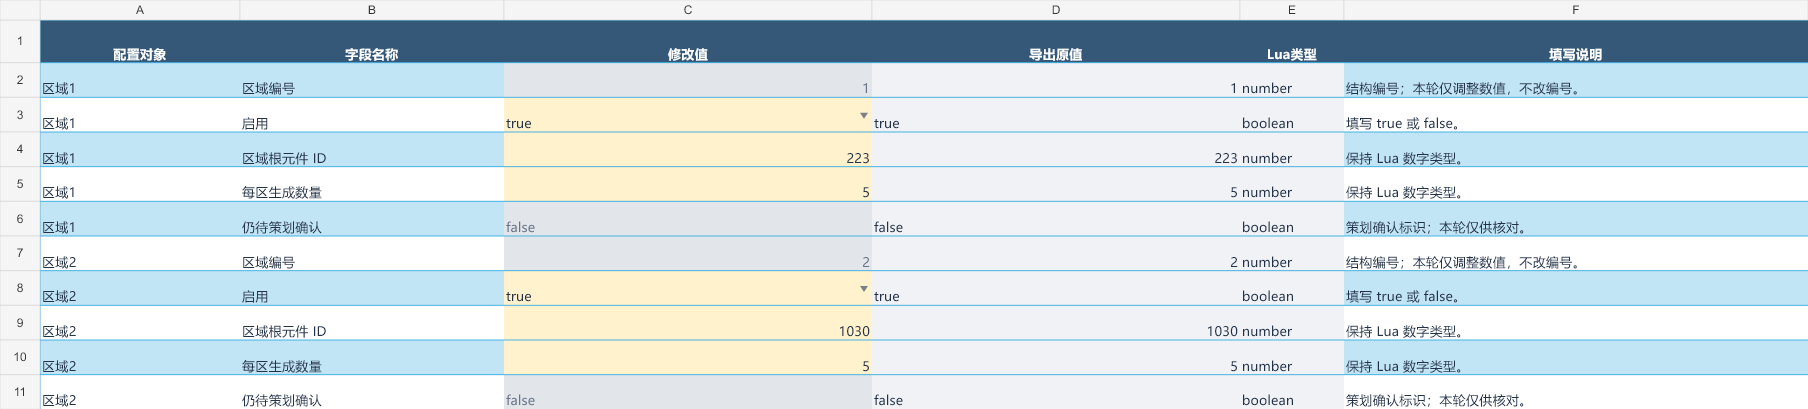 A B C D E F
1 配置对象 字段名称 修改值 导出原值 Lua类型 填写说明
2 区域1 区域编号 1 1 number 结构编号；本轮仅调整数值，不改编号。
3 区域1 启用 true true boolean 填写 true 或 false。
4 区域1 区域根元件 ID 223 223 number 保持 Lua 数字类型。
5 区域1 每区生成数量 5 5 number 保持 Lua 数字类型。
6 区域1 仍待策划确认 false false boolean 策划确认标识；本轮仅供核对。
7 区域2 区域编号 2 2 number 结构编号；本轮仅调整数值，不改编号。
8 区域2 启用 true true boolean 填写 true 或 false。
9 区域2 区域根元件 ID 1030 1030 number 保持 Lua 数字类型。
10 区域2 每区生成数量 5 5 number 保持 Lua 数字类型。
11 区域2 仍待策划确认 false false boolean 策划确认标识；本轮仅供核对。